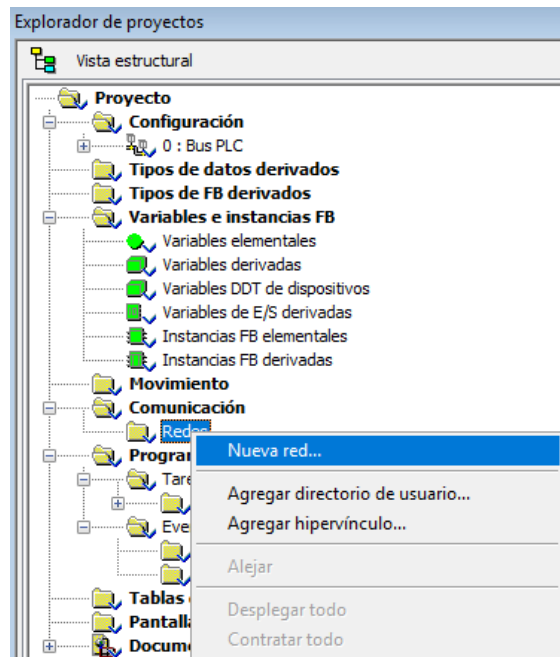 Explorador de proyectos
Vista estructural
Proyecto
Configuración
0 : Bus PLC
Tipos de datos derivados
Tipos de FB derivados
Variables e instancias FB
Variables elementales
Variables derivadas
Variables DDT de dispositivos
Variables de E/S derivadas
Instancias FB elementales
Instancias FB derivadas
Movimiento
Comunicación
Redes
Nueva red...
Agregar directorio de usuario...
Agregar hipervínculo...
Alejar
Tablas
Desplegar todo
Contratar todo